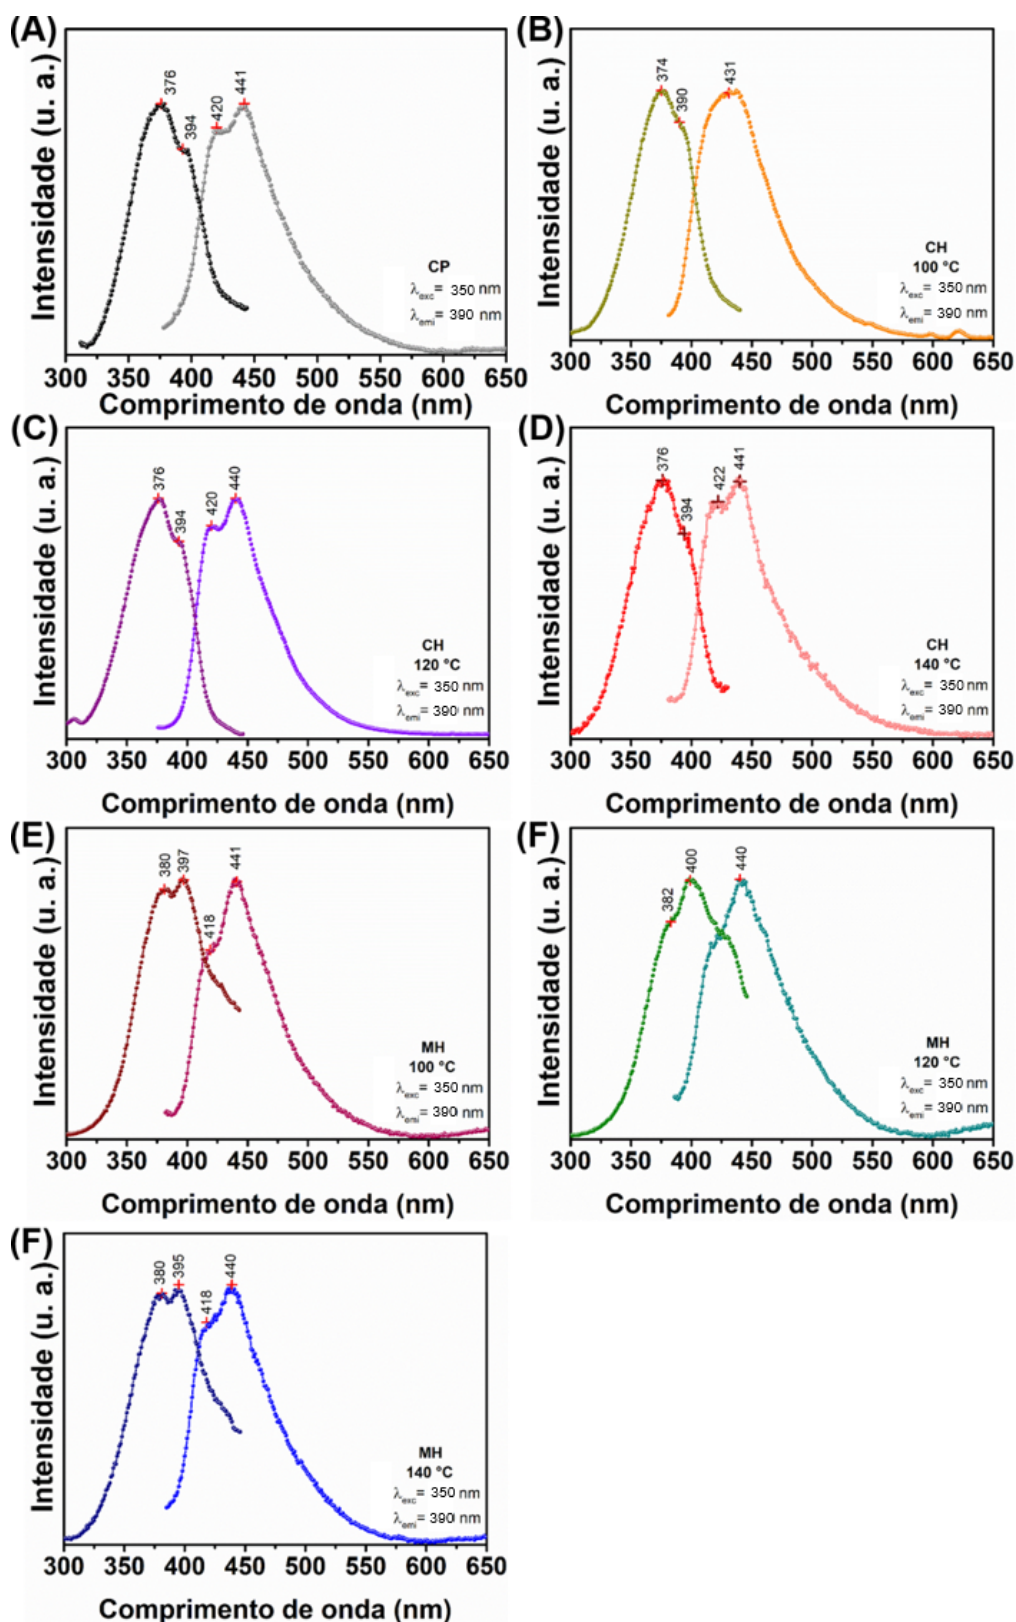 (A)
Intensidade (u. a.)
376
394
420
441
CP
λexc= 350 nm
λemi= 390 nm
300 350 400 450 500 550 600 650
Comprimento de onda (nm)
(B)
Intensidade (u. a.)
374
390
431
CH
100 °C
λexc= 350 nm
λemi= 390 nm
300 350 400 450 500 550 600 650
Comprimento de onda (nm)
(C)
Intensidade (u. a.)
376
394
420
440
CH
120 °C
λexc= 350 nm
λemi= 390 nm
300 350 400 450 500 550 600 650
Comprimento de onda (nm)
(D)
Intensidade (u. a.)
376
394
422
441
CH
140 °C
λexc= 350 nm
λemi= 390 nm
300 350 400 450 500 550 600 650
Comprimento de onda (nm)
(E)
Intensidade (u. a.)
380
397
418
441
MH
100 °C
λexc= 350 nm
λemi= 390 nm
300 350 400 450 500 550 600 650
Comprimento de onda (nm)
(F)
Intensidade (u. a.)
382
400
440
MH
120 °C
λexc= 350 nm
λemi= 390 nm
300 350 400 450 500 550 600 650
Comprimento de onda (nm)
(F)
Intensidade (u. a.)
380
395
418
440
MH
140 °C
λexc= 350 nm
λemi= 390 nm
300 350 400 450 500 550 600 650
Comprimento de onda (nm)